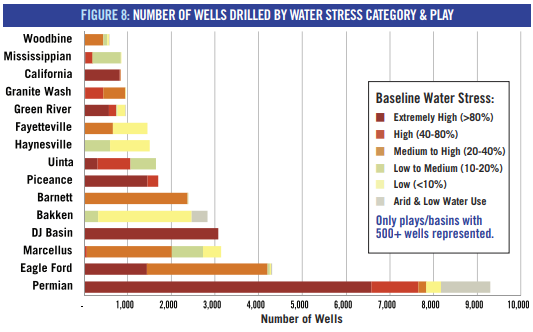 FIGURE 8: NUMBER OF WELLS DRILLED BY WATER STRESS CATEGORY & PLAY
Woodbine
Mississippian
California
Granite Wash
Green River
Fayetteville
Haynesville
Uinta
Piceance
Barnett
Bakken
DJ Basin
Marcellus
Eagle Ford
Permian
Baseline Water Stress:
Extremely High (>80%)
High (40-80%)
Medium to High (20-40%)
Low to Medium (10-20%)
Low (<10%)
Arid & Low Water Use
Only plays/basins with
500+ wells represented.
- 1,000 2,000 3,000 4,000 5,000 6,000 7,000 8,000 9,000 10,000
Number of Wells